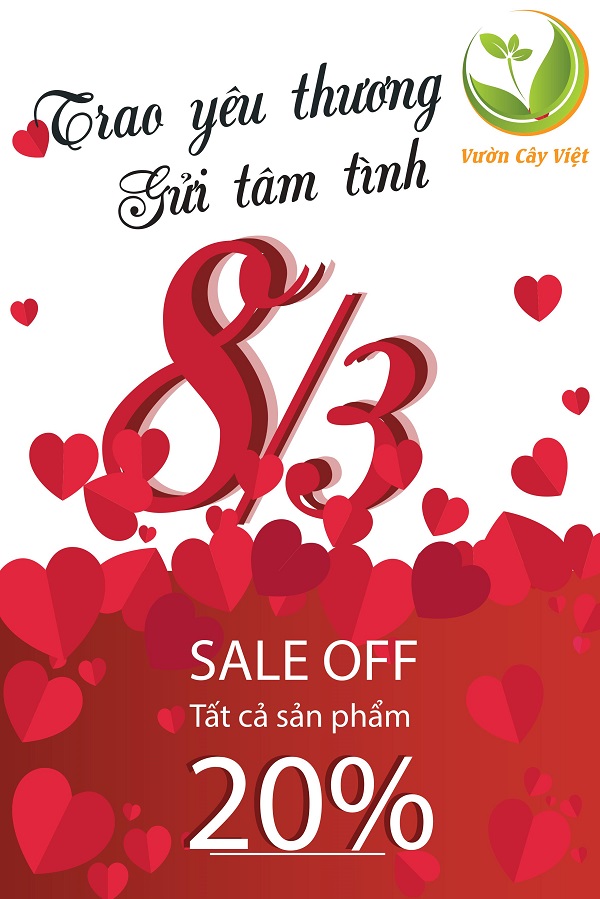 Trao yêu thương
Gửi tâm tình
Vườn Cây Việt
8/3
SALE OFF
Tất cả sản phẩm
20%